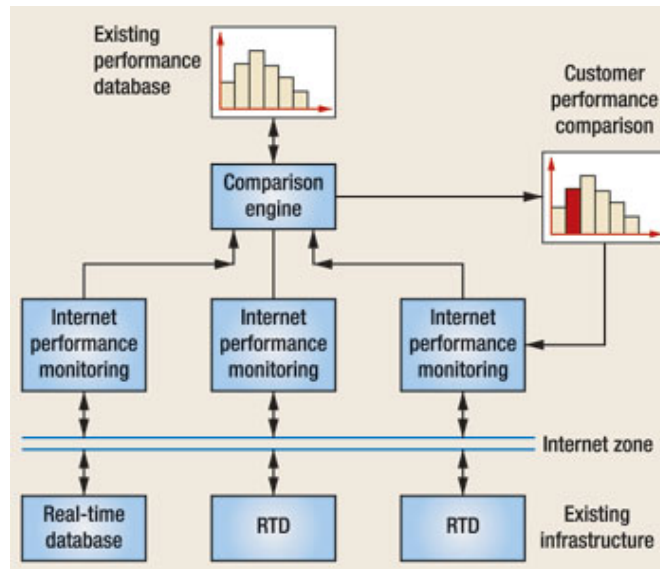 Existing
performance
database
Customer
performance
comparison
Comparison
engine
Internet
performance
monitoring
Internet
performance
monitoring
Internet
performance
monitoring
Internet zone
Real-time
database
RTD
RTD
Existing
infrastructure